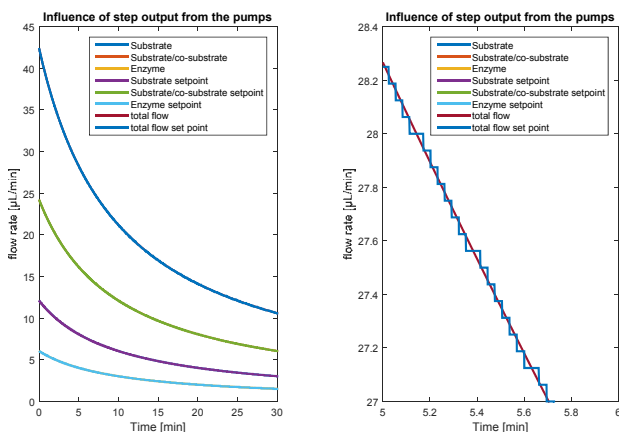 Influence of step output from the pumps
45
40
35
30
25
20
15
10
5
0
flow rate [µL/min]
Substrate
Substrate/co-substrate
Enzyme
Substrate setpoint
Substrate/co-substrate setpoint
Enzyme setpoint
total flow
total flow set point
0 5 10 15 20 25 30
Time [min]
Influence of step output from the pumps
28.4
28.2
28
27.8
27.6
27.4
27.2
27
flow rate [µL/min]
Substrate
Substrate/co-substrate
Enzyme
Substrate setpoint
Substrate/co-substrate setpoint
Enzyme setpoint
total flow
total flow set point
5 5.2 5.4 5.6 5.8 6
Time [min]